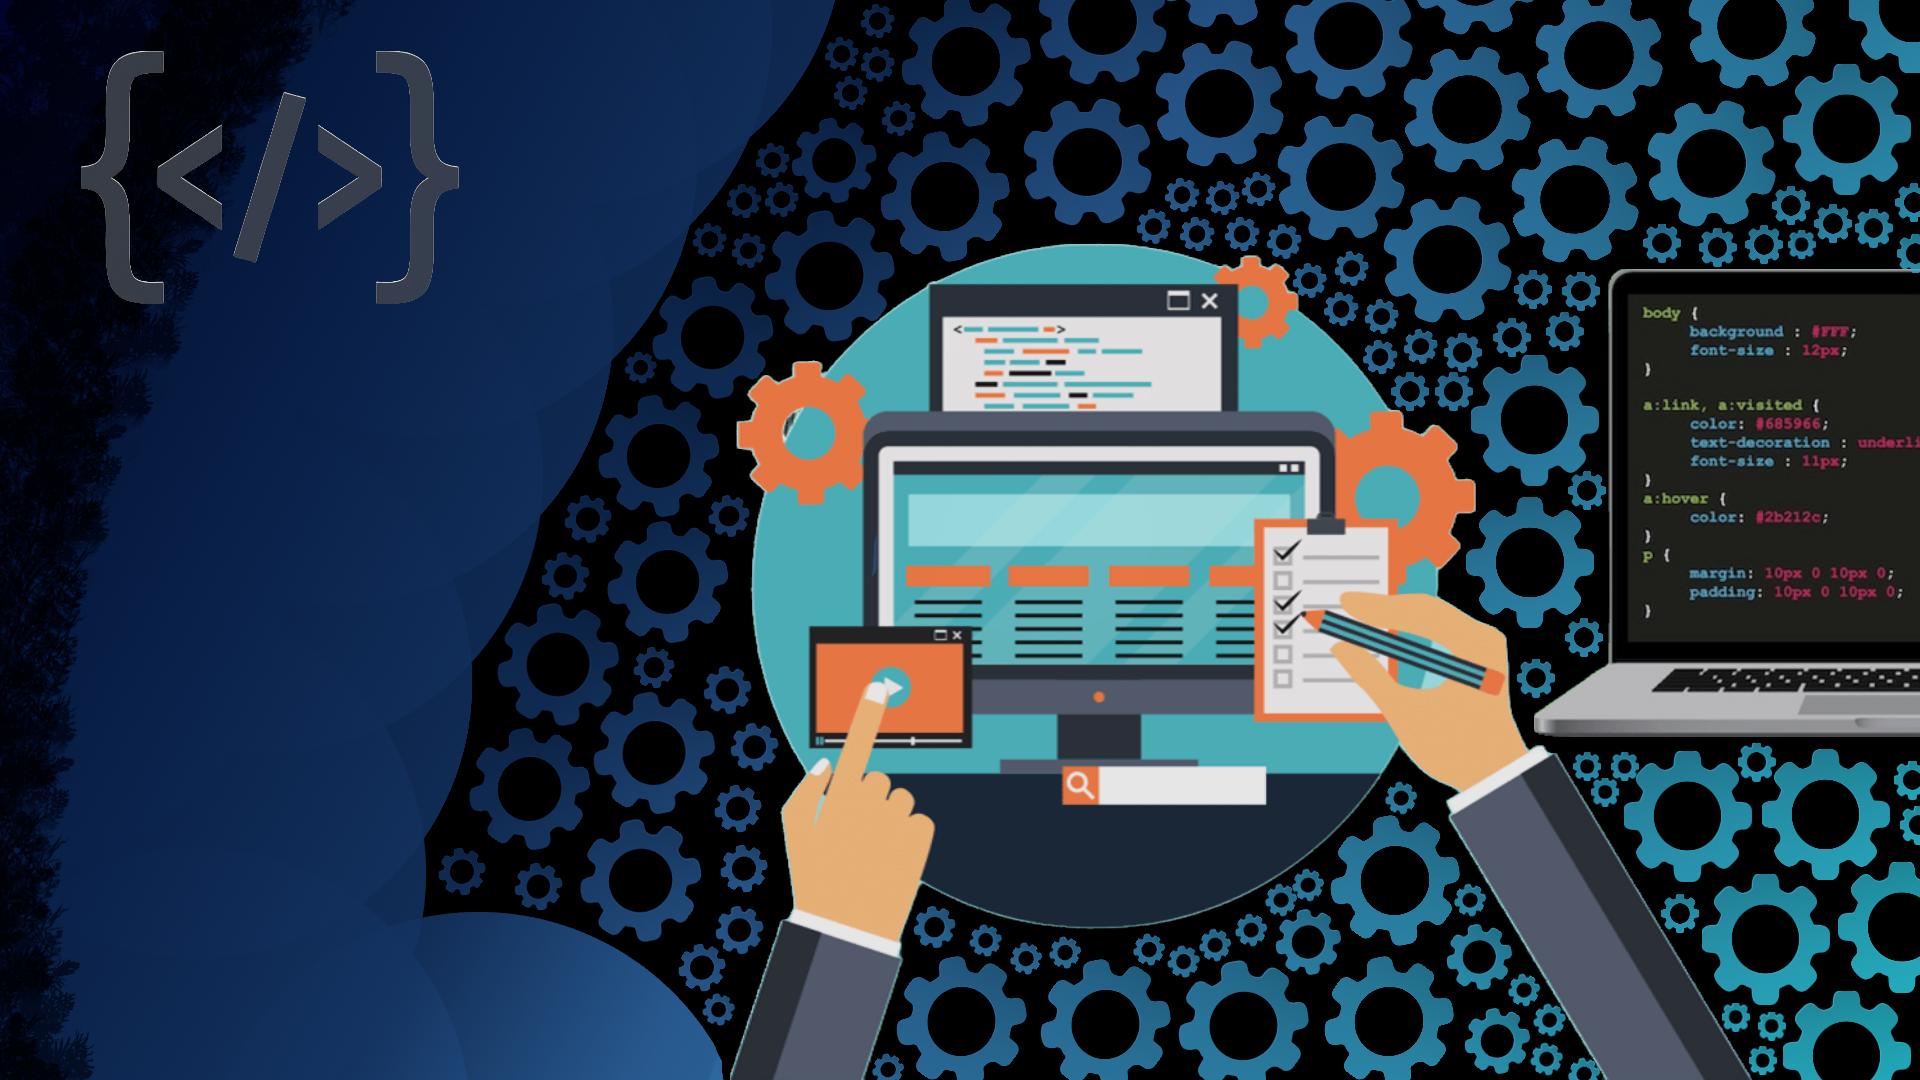 {</>}
body {
background : #FFF;
font-size : 12px;
}
a:link, a:visited {
color: #685966;
text-decoration : underli
font-size : 11px;
}
a:hover {
color: #2b212c;
}
p {
margin: 10px 0 10px 0;
padding: 10px 0 10px 0;
}